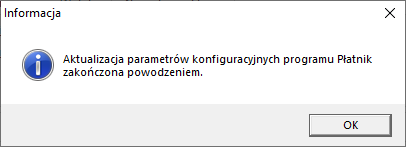 Informacja
Aktualizacja parametrów konfiguracyjnych programu Płatnik
zakończona powodzeniem.
OK